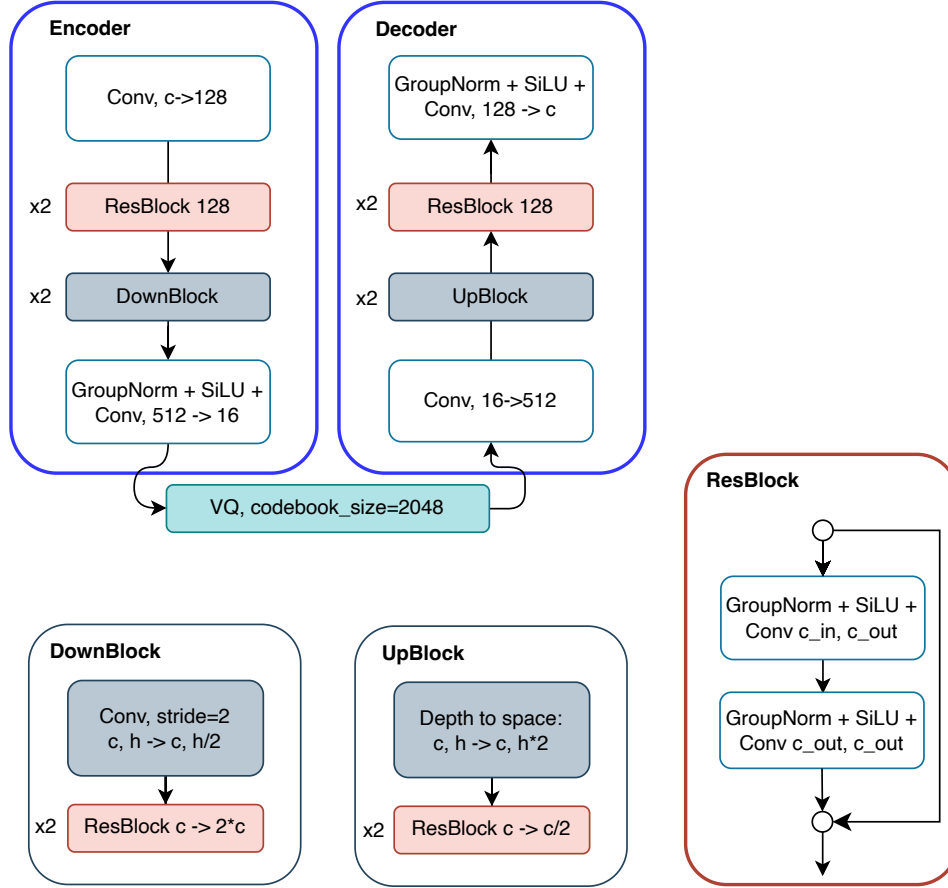 Encoder
Conv, c->128
x2
ResBlock 128
x2
DownBlock
GroupNorm + SiLU +
Conv, 512 -> 16
Decoder
GroupNorm + SiLU +
Conv, 128 -> c
x2
ResBlock 128
x2
UpBlock
Conv, 16->512
VQ, codebook_size=2048
DownBlock
Conv, stride=2
c, h -> c, h/2
x2
ResBlock c -> 2*c
UpBlock
Depth to space:
c, h -> c, h*2
x2
ResBlock c -> c/2
ResBlock
GroupNorm + SiLU +
Conv c_in, c_out
GroupNorm + SiLU +
Conv c_out, c_out